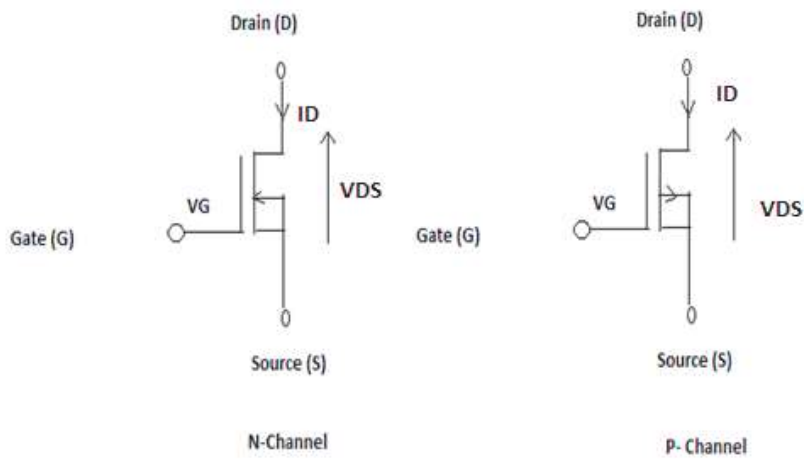 Drain (D)
ID
VG
VDS
Gate (G)
Source (S)
N-Channel
Drain (D)
ID
VG
VDS
Gate (G)
Source (S)
P- Channel